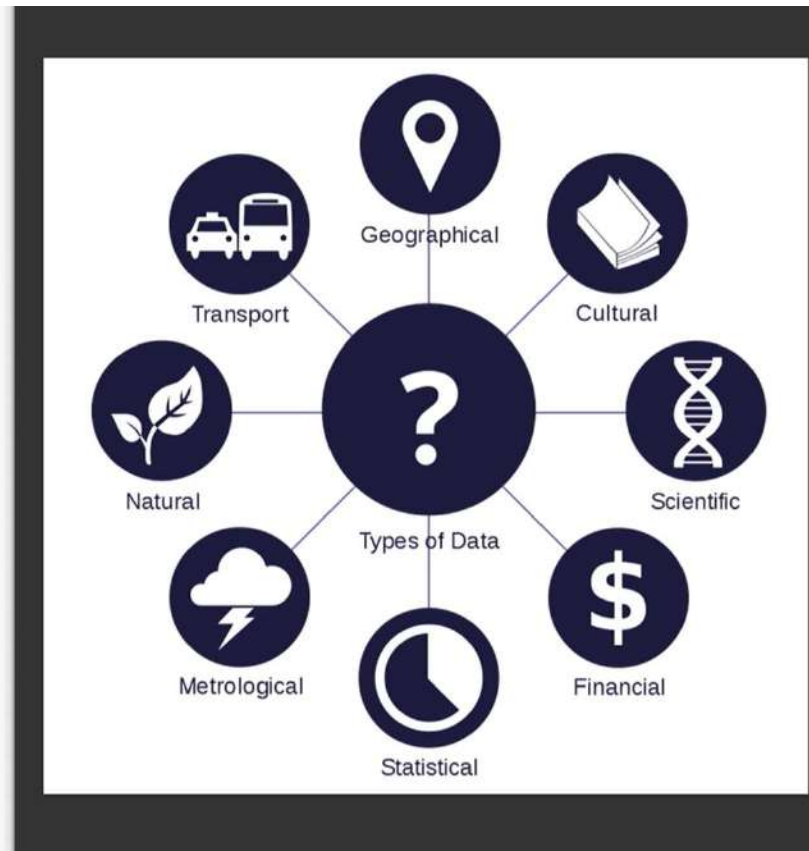 Geographical
Transport
Cultural
?
Natural
Scientific
Types of Data
Metrological
$
Financial
Statistical